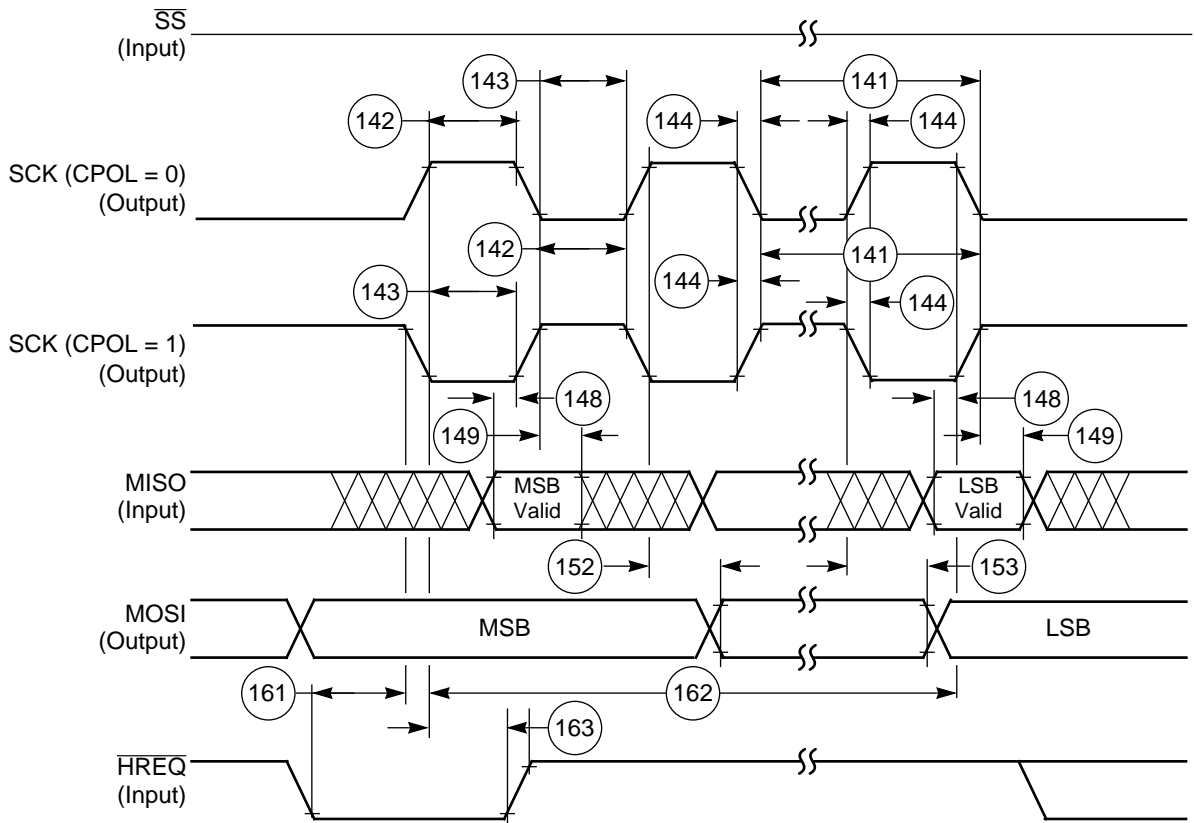 SS
(Input)
143
141
142
144
144
SCK (CPOL = 0)
(Output)
142
141
143
144
144
SCK (CPOL = 1)
(Output)
148
148
149
149
MISO
(Input)
MSB
Valid
LSB
Valid
152
153
MOSI
(Output)
MSB
LSB
161
162
163
HREQ
(Input)